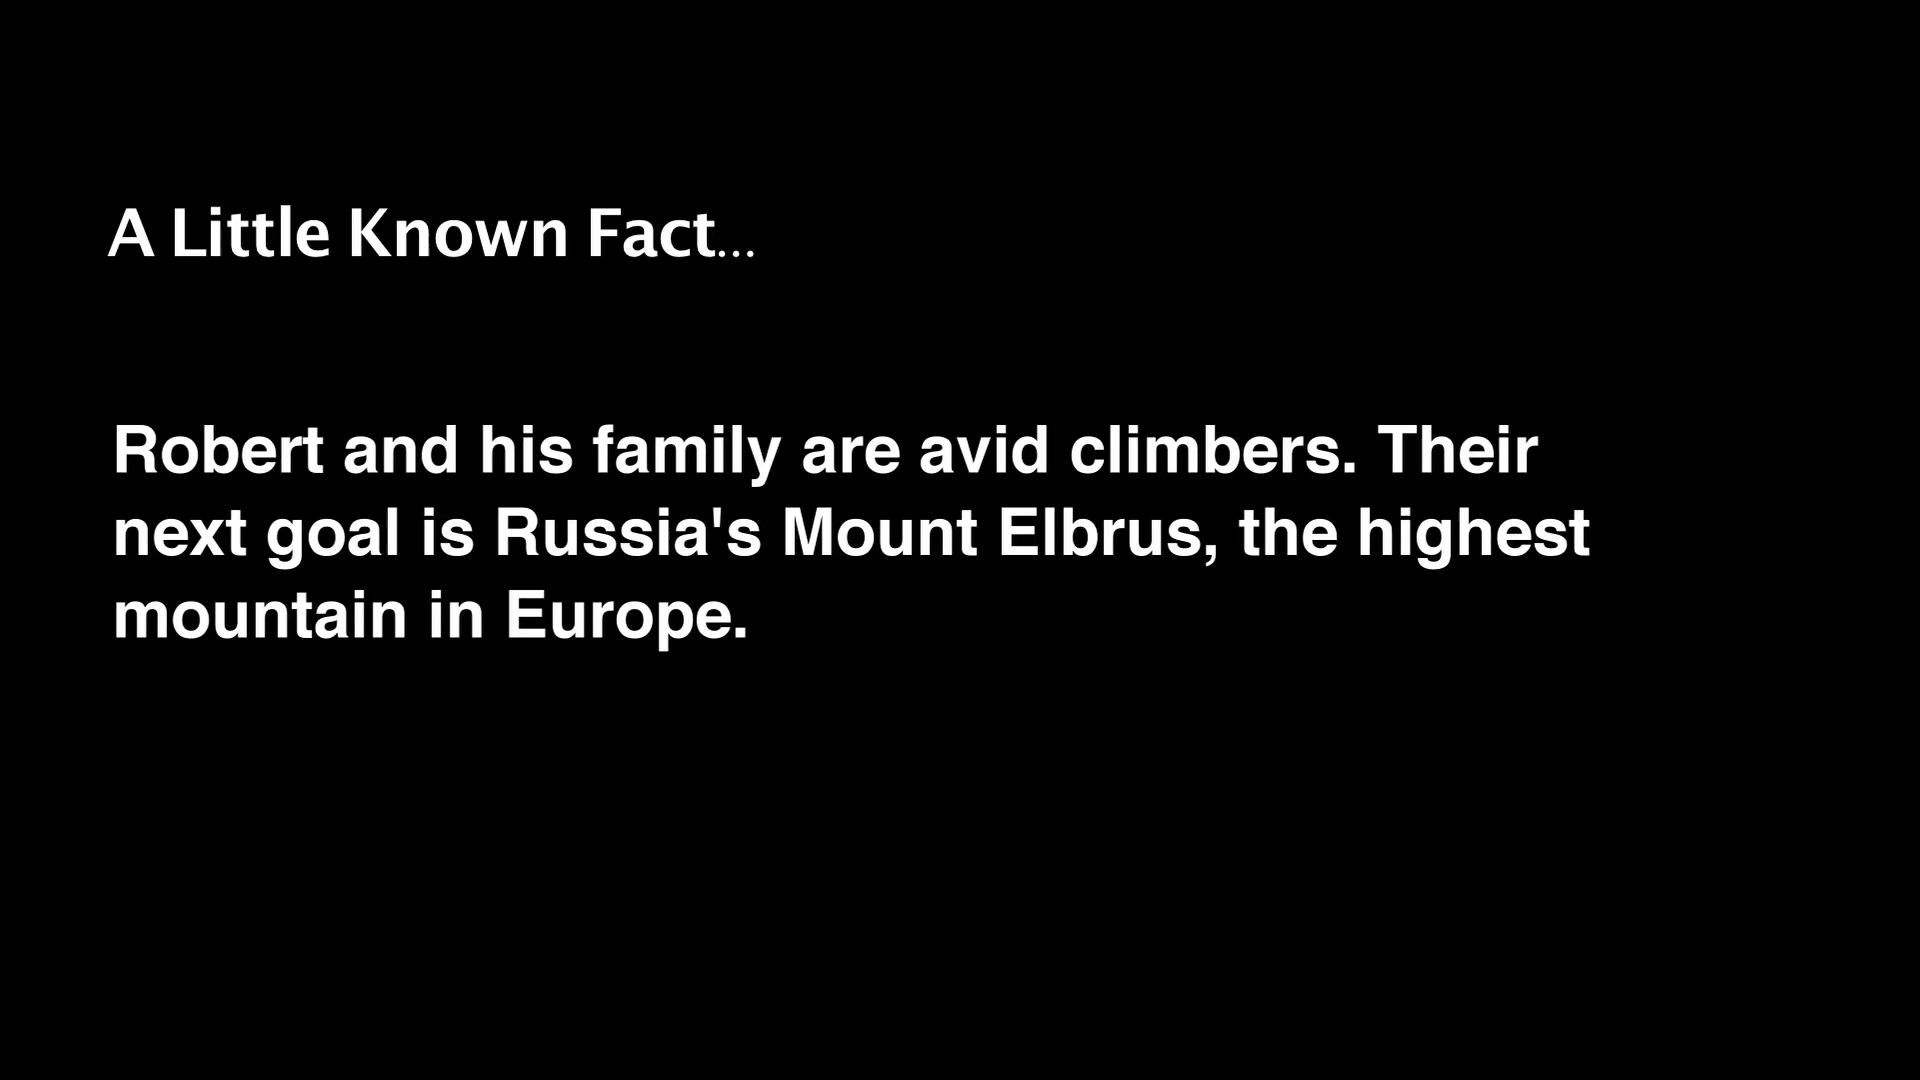 A Little Known Fact...
Robert and his family are avid climbers. Their
next goal is Russia's Mount Elbrus, the highest
mountain in Europe.